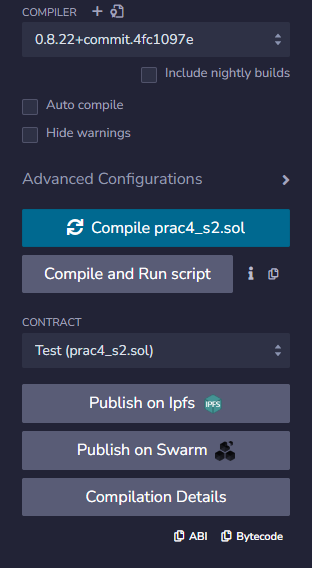 COMPILER
0.8.22+commit.4fc1097e
Include nightly builds
Auto compile
Hide warnings
Advanced Configurations
Compile prac4_s2.sol
Compile and Run script
CONTRACT
Test (prac4_s2.sol)
Publish on Ipfs IPFS
Publish on Swarm
Compilation Details
ABI Bytecode